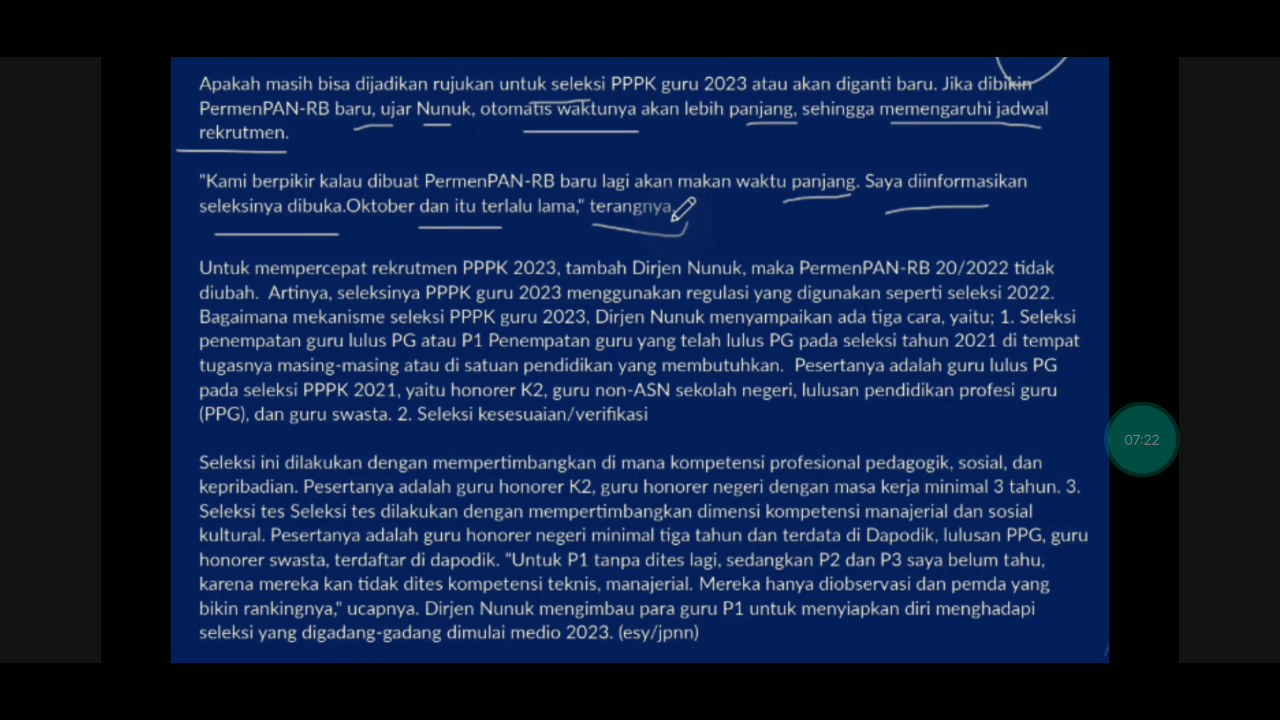 Apakah masih bisa dijadikan rujukan untuk seleksi PPPK guru 2023 atau akan diganti baru. Jika dibikin
PermenPAN-RB baru, ujar Nunuk, otomatis waktunya akan lebih panjang, sehingga memengaruhi jadwal
rekrutmen.
"Kami berpikir kalau dibuat PermenPAN-RB baru lagi akan makan waktu panjang. Saya diinformasikan
seleksinya dibuka.Oktober dan itu terlalu lama," terangnya.
Untuk mempercepat rekrutmen PPPK 2023, tambah Dirjen Nunuk, maka PermenPAN-RB 20/2022 tidak
diubah.  Artinya, seleksinya PPPK guru 2023 menggunakan regulasi yang digunakan seperti seleksi 2022.
Bagaimana mekanisme seleksi PPPK guru 2023, Dirjen Nunuk menyampaikan ada tiga cara, yaitu; 1. Seleksi
penempatan guru lulus PG atau P1 Penempatan guru yang telah lulus PG pada seleksi tahun 2021 di tempat
tugasnya masing-masing atau di satuan pendidikan yang membutuhkan.  Pesertanya adalah guru lulus PG
pada seleksi PPPK 2021, yaitu honorer K2, guru non-ASN sekolah negeri, lulusan pendidikan profesi guru
(PPG), dan guru swasta. 2. Seleksi kesesuaian/verifikasi
Seleksi ini dilakukan dengan mempertimbangkan di mana kompetensi profesional pedagogik, sosial, dan
kepribadian. Pesertanya adalah guru honorer K2, guru honorer negeri dengan masa kerja minimal 3 tahun. 3.
Seleksi tes Seleksi tes dilakukan dengan mempertimbangkan dimensi kompetensi manajerial dan sosial
kultural. Pesertanya adalah guru honorer negeri minimal tiga tahun dan terdata di Dapodik, lulusan PPG, guru
honorer swasta, terdaftar di dapodik. "Untuk P1 tanpa dites lagi, sedangkan P2 dan P3 saya belum tahu,
karena mereka kan tidak dites kompetensi teknis, manajerial. Mereka hanya diobservasi dan pemda yang
bikin rankingnya," ucapnya. Dirjen Nunuk mengimbau para guru P1 untuk menyiapkan diri menghadapi
seleksi yang digadang-gadang dimulai medio 2023. (esy/jpnn)
07:22